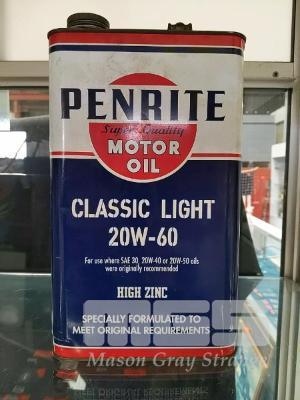 PENRITE
Super Quality
MOTOR
OIL
CLASSIC LIGHT
20W-60
For use where SAE 30, 20W-40 or 20W-50 oils
were originally recommended
HIGH ZINC
SPECIALLY FORMULATED TO
MEET ORIGINAL REQUIREMENTS
MGS
Mason Gray Strange